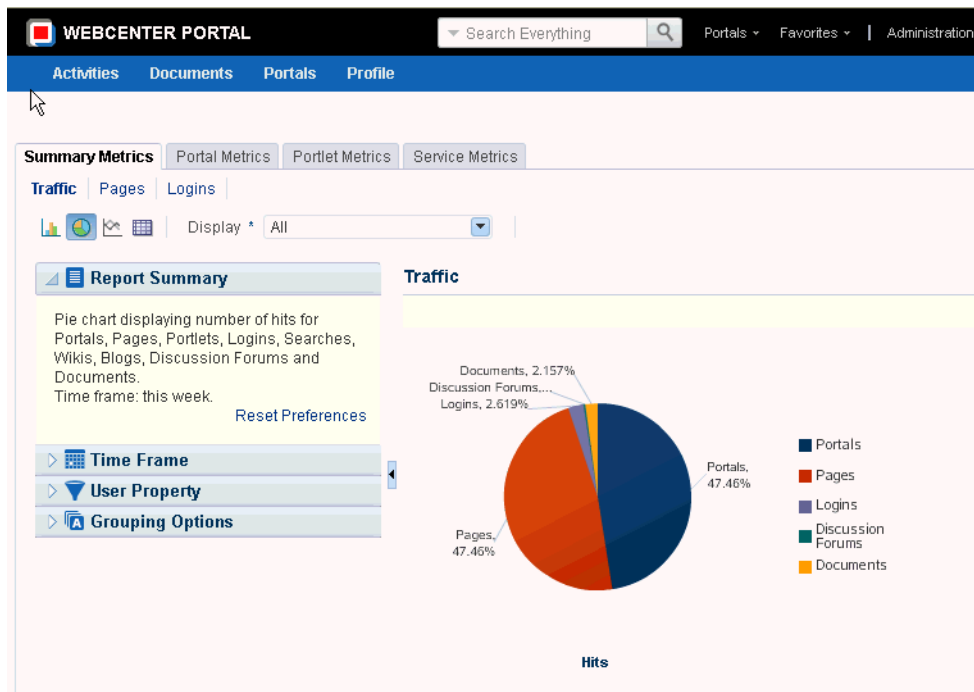 WEBCENTER PORTAL
Search Everything
Portals
Favorites
Administration
Activities
Documents
Portals
Profile
Summary Metrics
Portal Metrics
Portlet Metrics
Service Metrics
Traffic
Pages
Logins
Display * All
Report Summary
Pie chart displaying number of hits for
Portals, Pages, Portlets, Logins, Searches,
Wikis, Blogs, Discussion Forums and
Documents.
Time frame: this week.
Reset Preferences
Time Frame
User Property
Grouping Options
Traffic
Documents, 2.157%
Discussion Forums,...
Logins, 2.619%
Portals,
47.46%
Pages,
47.46%
Portals
Pages
Logins
Discussion
Forums
Documents
Hits